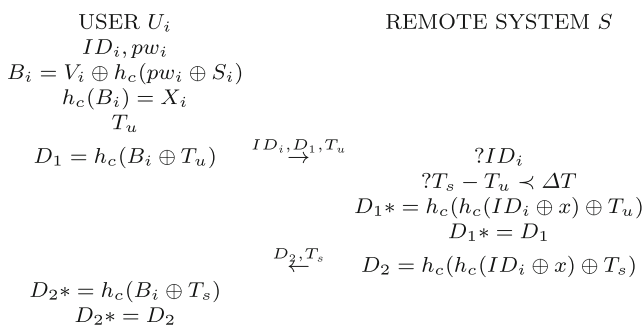 USER U_i REMOTE SYSTEM S
ID_i, pw_i
B_i = V_i ⊕ h_c(pw_i ⊕ S_i)
h_c(B_i) = X_i
T_u
D_1 = h_c(B_i ⊕ T_u) ID_i,D_1,T_u → ?ID_i
?T_s − T_u ≺ ΔT
D_1* = h_c(h_c(ID_i ⊕ x) ⊕ T_u)
D_1* = D_1
D_2,T_s ← D_2 = h_c(h_c(ID_i ⊕ x) ⊕ T_s)
D_2* = h_c(B_i ⊕ T_s)
D_2* = D_2